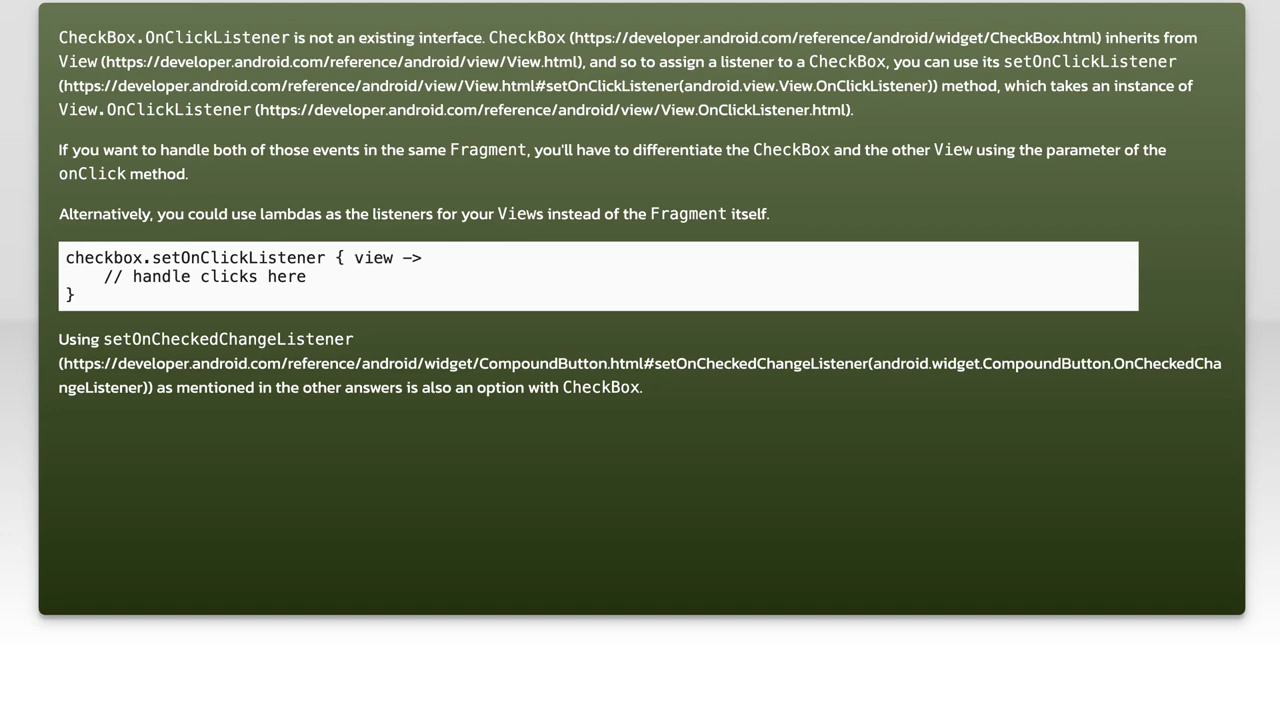 CheckBox.OnClickListener is not an existing interface. CheckBox (https://developer.android.com/reference/android/widget/CheckBox.html) inherits from
View (https://developer.android.com/reference/android/view/View.html), and so to assign a listener to a CheckBox, you can use its setOnClickListener
(https://developer.android.com/reference/android/view/View.html#setOnClickListener(android.view.View.OnClickListener)) method, which takes an instance of
View.OnClickListener (https://developer.android.com/reference/android/view/View.OnClickListener.html).
If you want to handle both of those events in the same Fragment, you'll have to differentiate the CheckBox and the other View using the parameter of the
onClick method.
Alternatively, you could use lambdas as the listeners for your Views instead of the Fragment itself.
checkbox.setOnClickListener { view ->
    // handle clicks here
}
Using setOnCheckedChangeListener
(https://developer.android.com/reference/android/widget/CompoundButton.html#setOnCheckedChangeListener(android.widget.CompoundButton.OnCheckedCha
ngeListener)) as mentioned in the other answers is also an option with CheckBox.